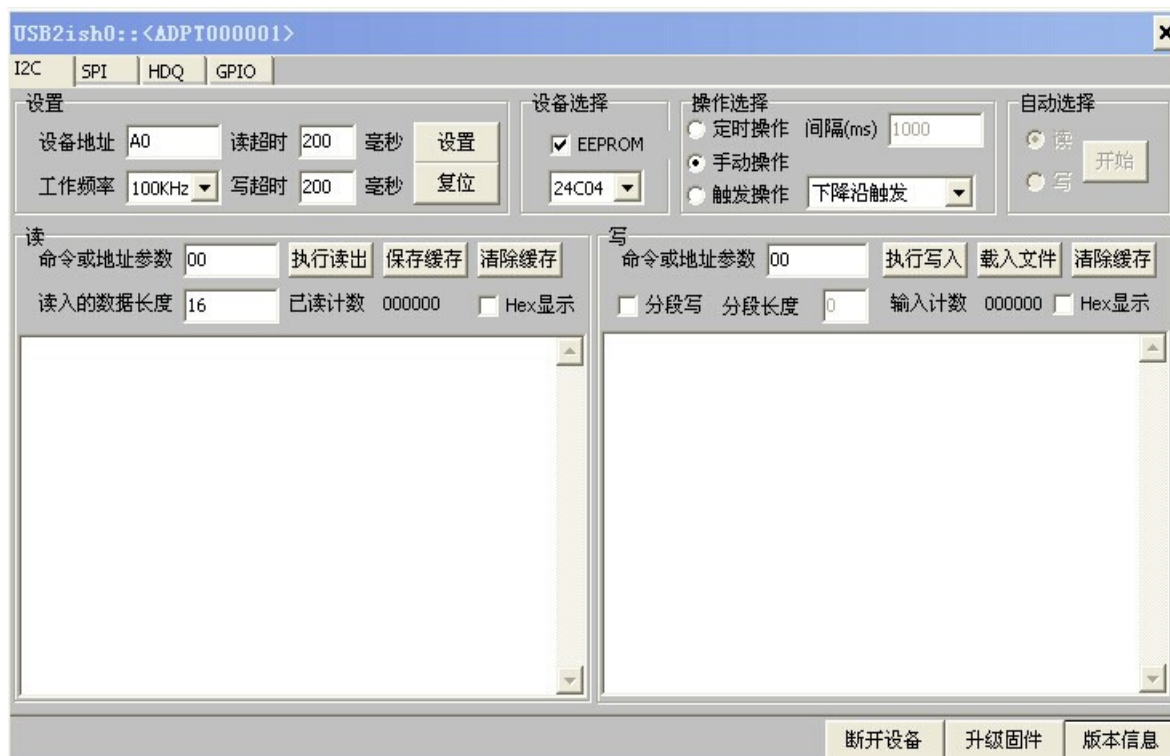 USB2ish0::<ADPT000001>
I2C SPI HDQ GPIO
设置 设备选择 操作选择 自动选择
设备地址 A0 读超时 200 毫秒 设置 EEPROM 定时操作 间隔(ms) 1000 读 开始
手动操作
工作频率 100KHz 写超时 200 毫秒 复位 24C04 触发操作 下降沿触发 写
读 写
命令或地址参数 00 执行读出 保存缓存 清除缓存 命令或地址参数 00 执行写入 载入文件 清除缓存
读入的数据长度 16 已读计数 000000 Hex显示 分段写 分段长度 0 输入计数 000000 Hex显示
断开设备 升级固件 版本信息